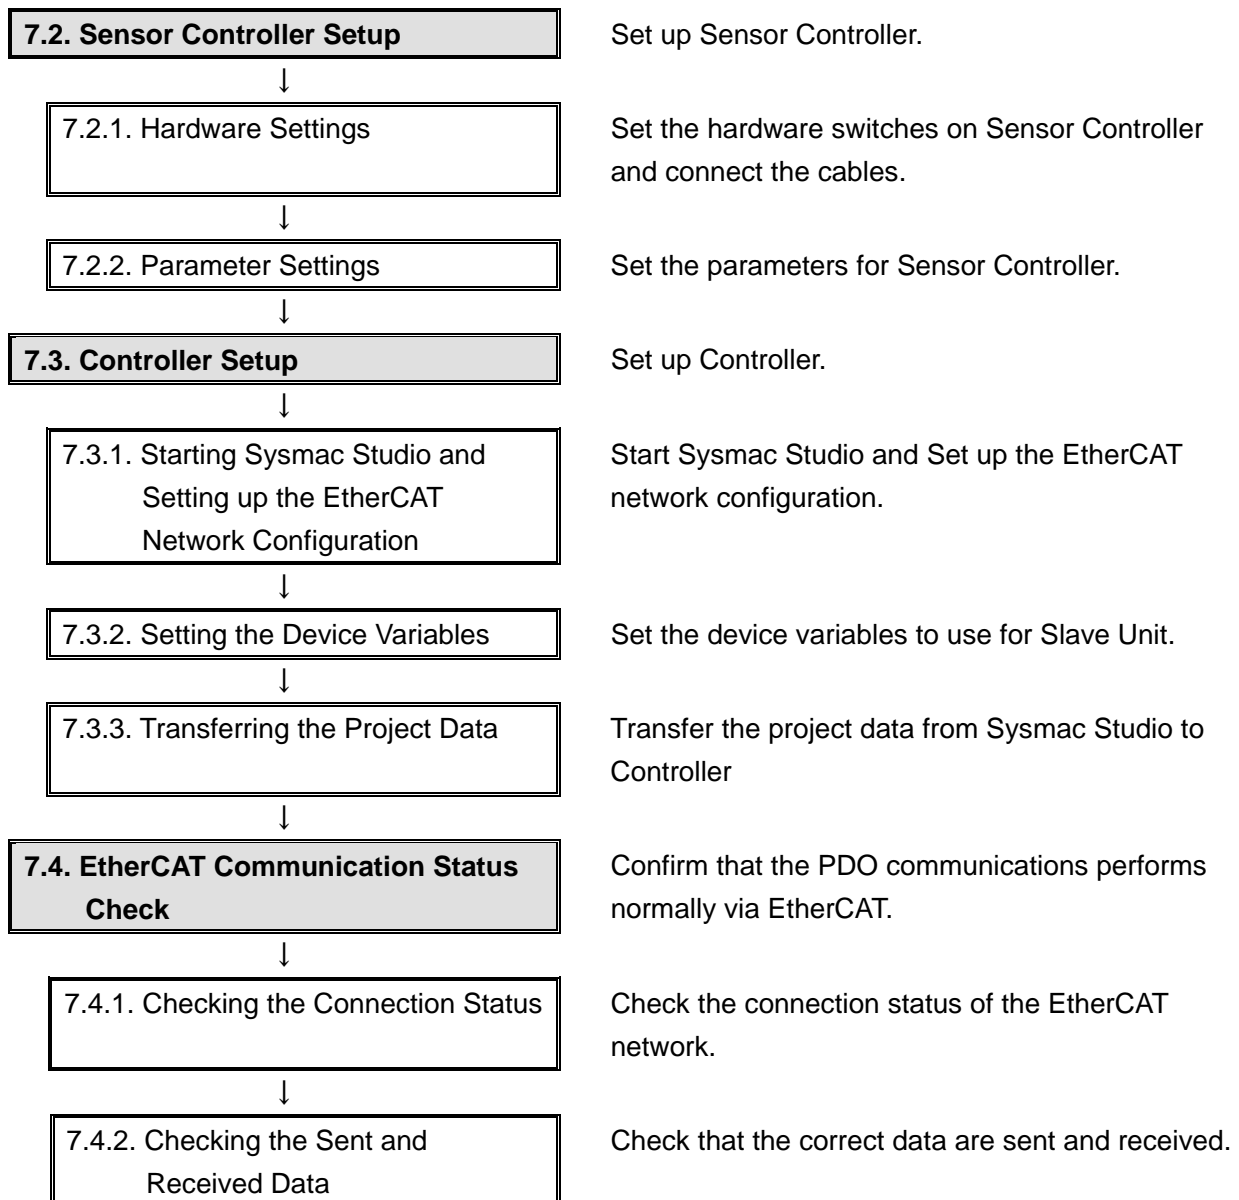 7.2. Sensor Controller Setup
Set up Sensor Controller.
↓
7.2.1. Hardware Settings
Set the hardware switches on Sensor Controller
and connect the cables.
↓
7.2.2. Parameter Settings
Set the parameters for Sensor Controller.
↓
7.3. Controller Setup
Set up Controller.
↓
7.3.1. Starting Sysmac Studio and
Setting up the EtherCAT
Network Configuration
Start Sysmac Studio and Set up the EtherCAT
network configuration.
↓
7.3.2. Setting the Device Variables
Set the device variables to use for Slave Unit.
↓
7.3.3. Transferring the Project Data
Transfer the project data from Sysmac Studio to
Controller
↓
7.4. EtherCAT Communication Status
Check
Confirm that the PDO communications performs
normally via EtherCAT.
↓
7.4.1. Checking the Connection Status
Check the connection status of the EtherCAT
network.
↓
7.4.2. Checking the Sent and
Received Data
Check that the correct data are sent and received.